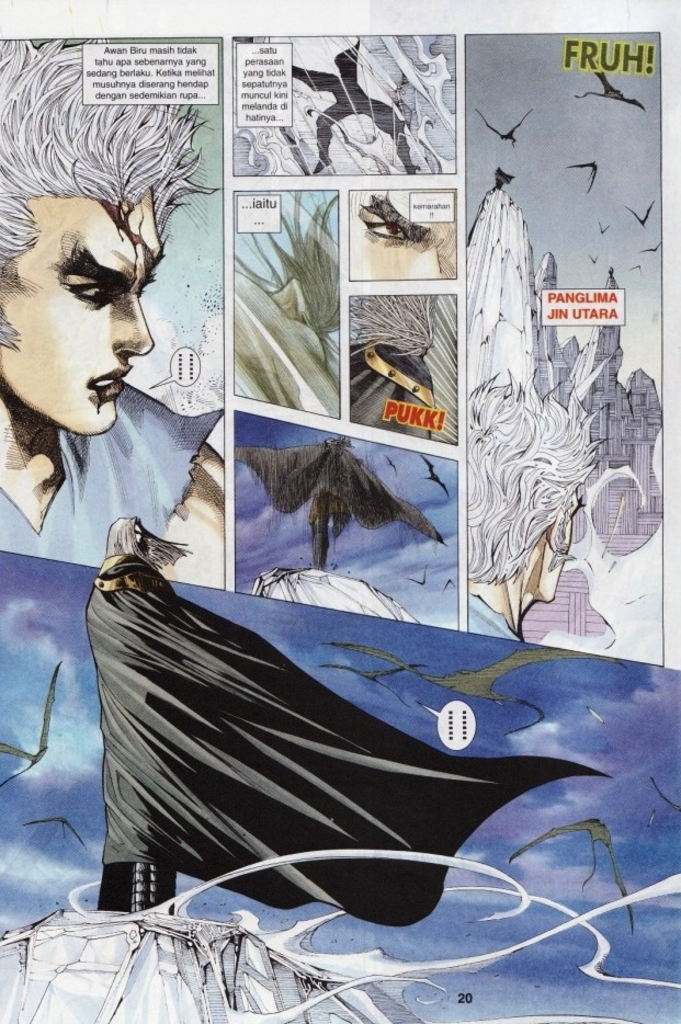 Awan Biru masih tidak
tahu apa sebenarnya yang
sedang berlaku. Ketika melihat
musuhnya diserang hendap
dengan sedemikian rupa...
...satu
perasaan
yang tidak
sepatutnya
muncul kini
melanda di
hatinya...
...iaitu
...
kemarahan
!!
PUKK!
FRUH!
PANGLIMA
JIN UTARA
20